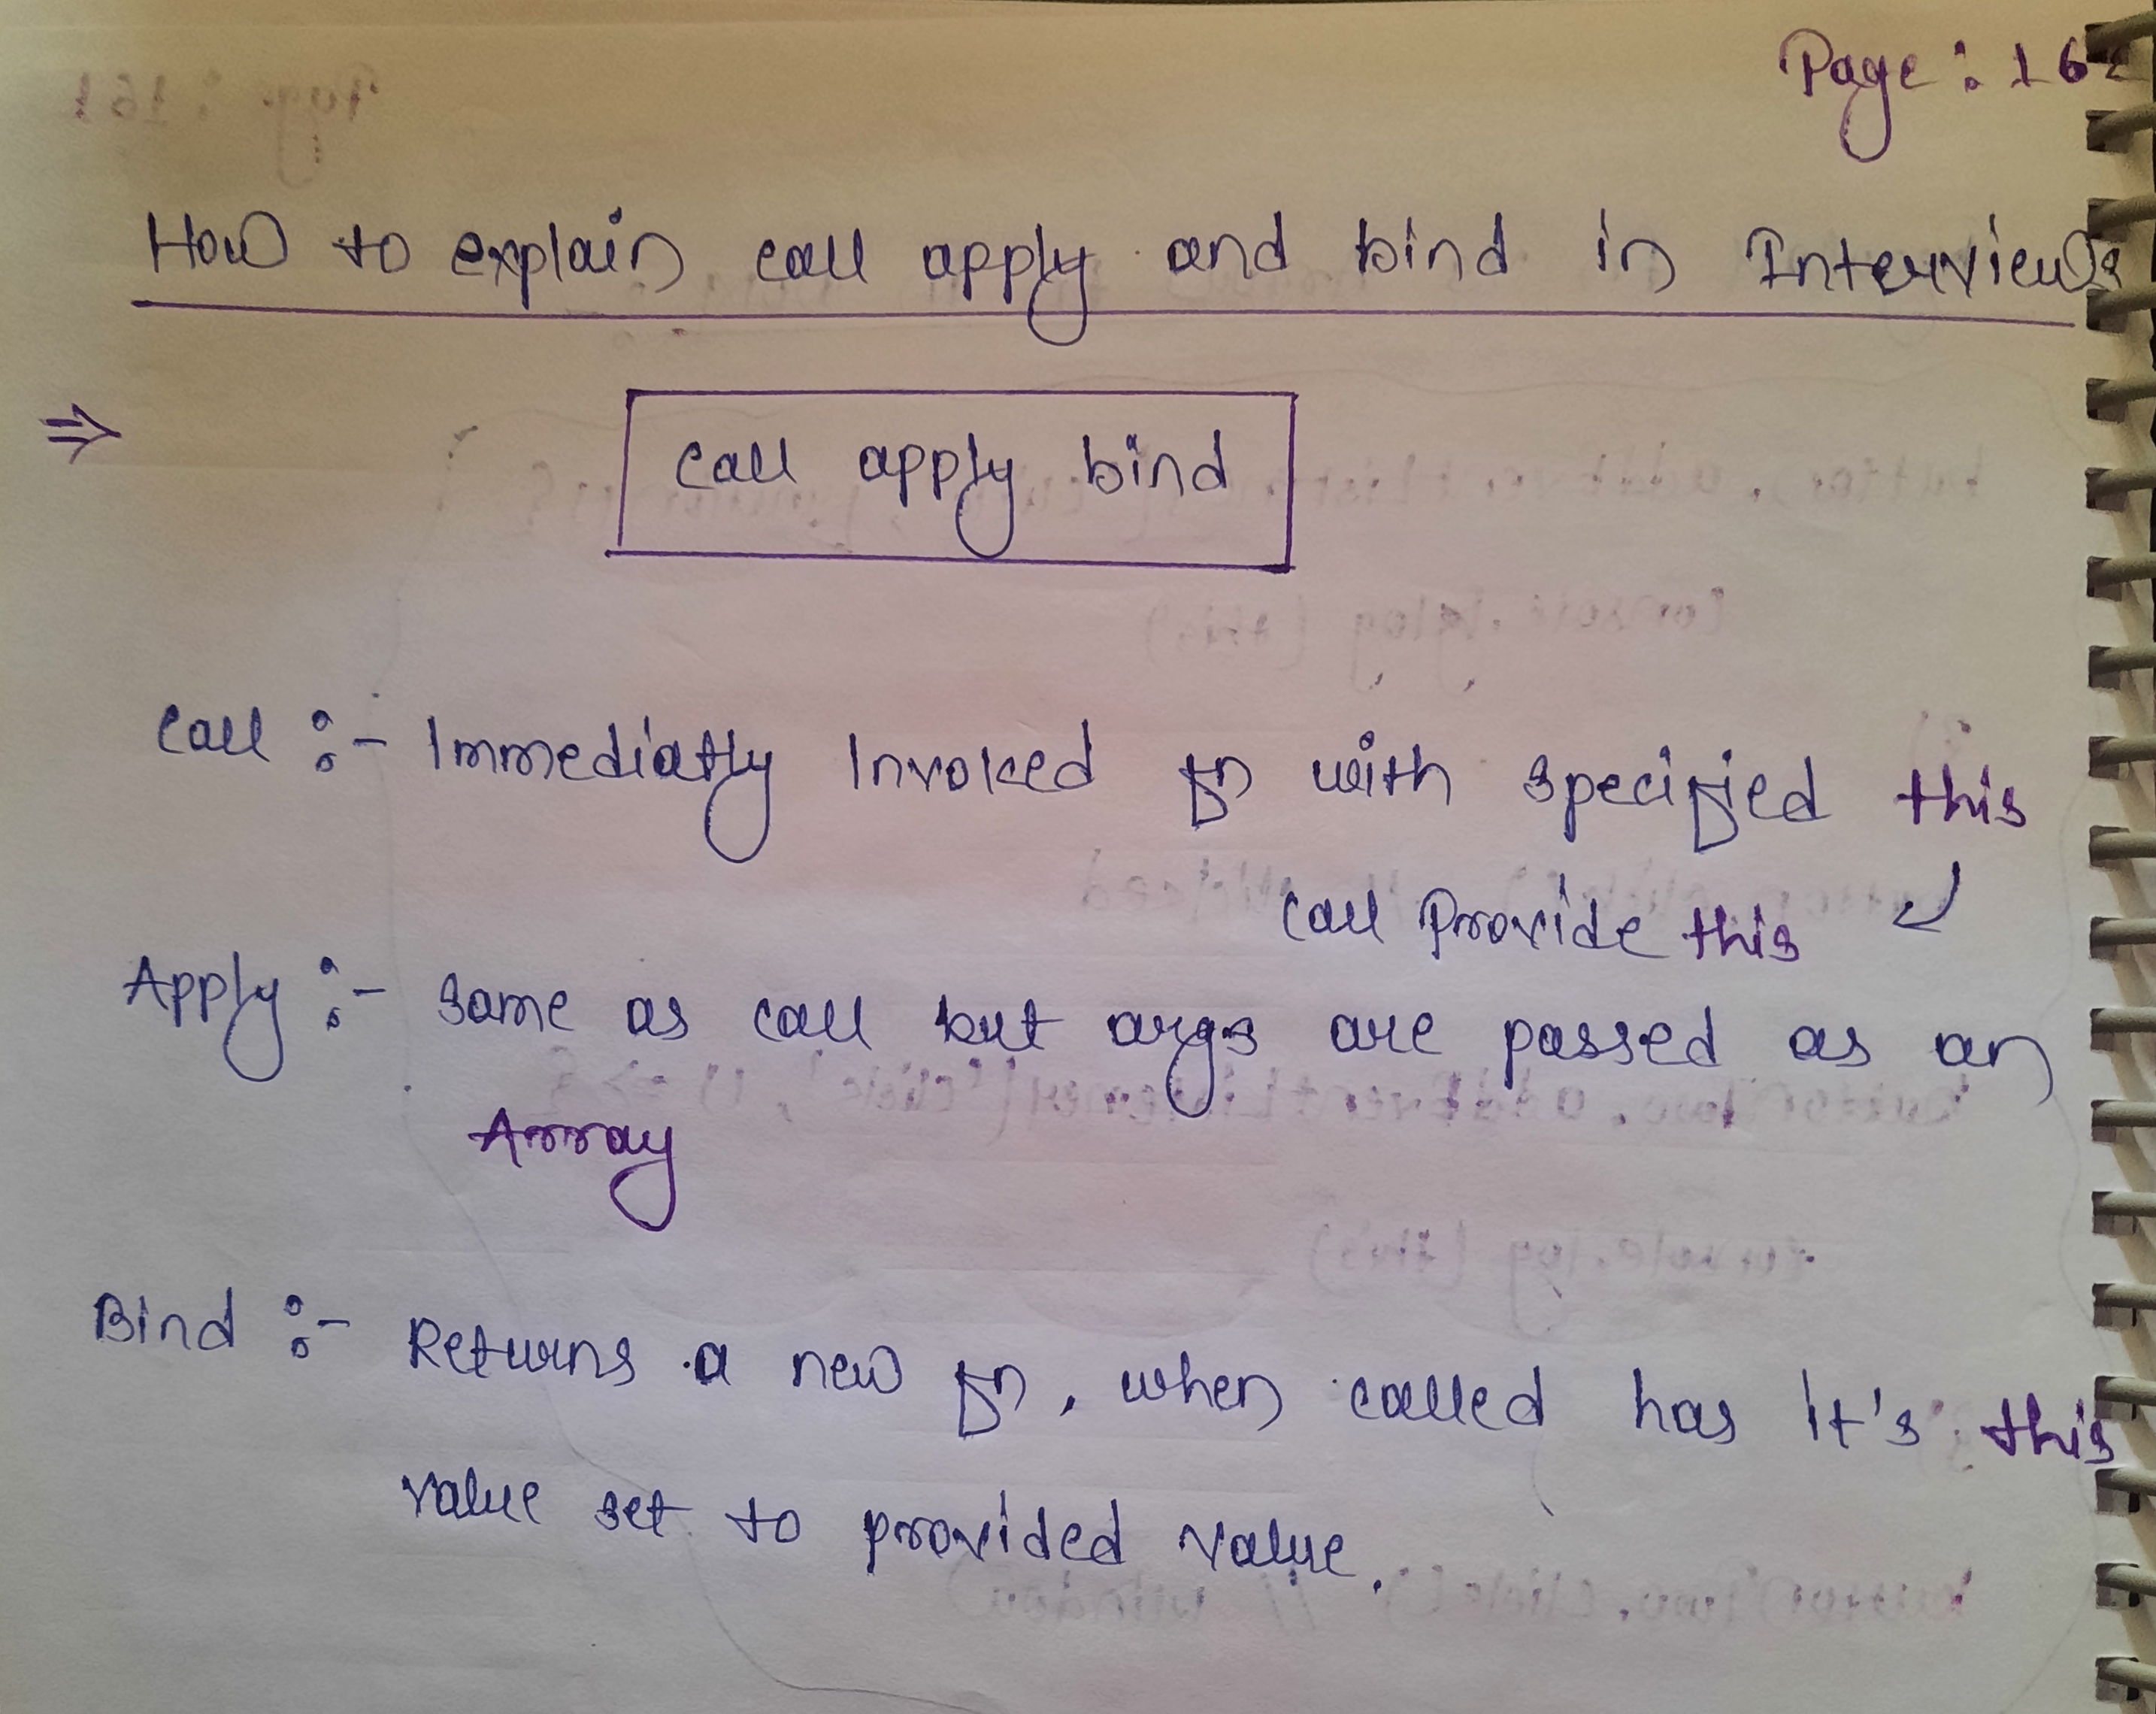 Page : 162
How to explain call apply and bind in Interviews
⇒
call apply bind
Call :- Immediatly Invoked fn with specified this
call Provide this
Apply :- same as call but args are passed as an
Array
Bind :- Returns a new fn, when called has It's this
value set to provided value.